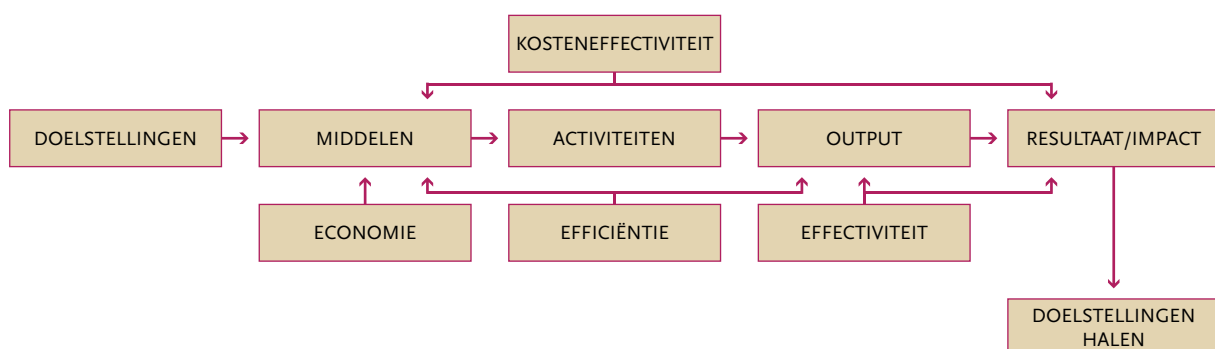 KOSTENEFFECTIVITEIT
DOELSTELLINGEN
MIDDELEN
ACTIVITEITEN
OUTPUT
RESULTAAT/IMPACT
ECONOMIE
EFFICIËNTIE
EFFECTIVITEIT
DOELSTELLINGEN
HALEN